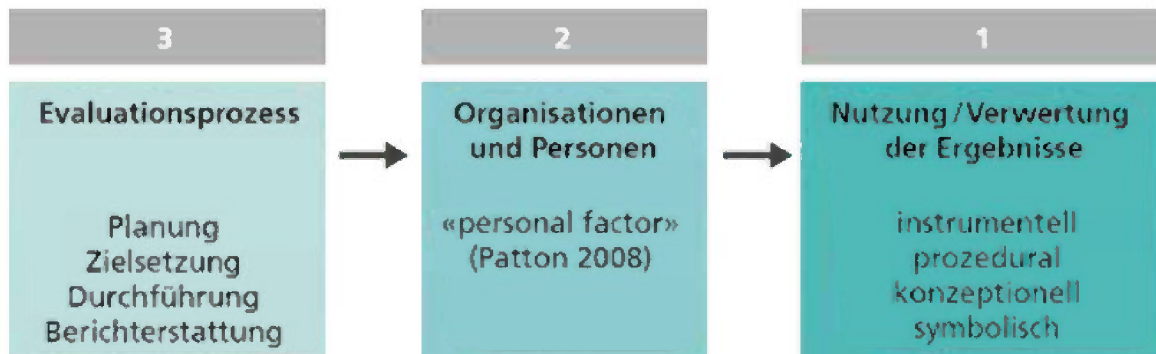 3
Evaluationsprozess
Planung
Zielsetzung
Durchführung
Berichterstattung
2
Organisationen
und Personen
«personal factor»
(Patton 2008)
1
Nutzung / Verwertung
der Ergebnisse
instrumentell
prozedural
konzeptionell
symbolisch